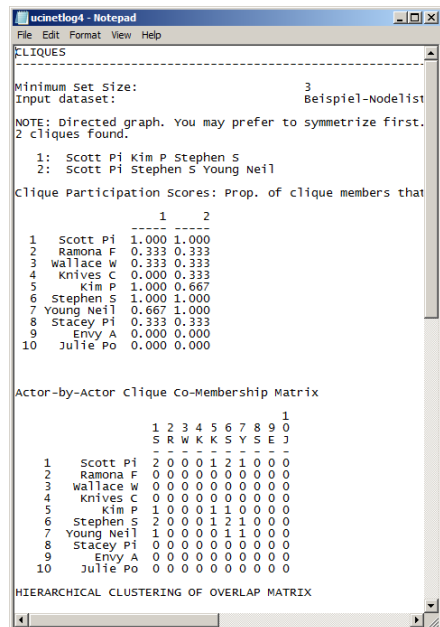 ucinetlog4 - Notepad
File Edit Format View Help
CLIQUES
--------------------------------------------------------------------------------
Minimum Set Size: 3
Input dataset: Beispiel-Nodelist
NOTE: Directed graph. You may prefer to symmetrize first.
2 cliques found.
1: Scott Pi Kim P Stephen S
2: Scott Pi Stephen S Young Neil
Clique Participation Scores: Prop. of clique members that
1 2
----- -----
1 Scott Pi 1.000 1.000
2 Ramona F 0.333 0.333
3 Wallace W 0.333 0.333
4 Knives C 0.000 0.333
5 Kim P 1.000 0.667
6 Stephen S 1.000 1.000
7 Young Neil 0.667 1.000
8 Stacey Pi 0.333 0.333
9 Envy A 0.000 0.000
10 Julie Po 0.000 0.000
Actor-by-Actor Clique Co-Membership Matrix
1
1 2 3 4 5 6 7 8 9 0
S R W K K S Y S E J
- - - - - - - - - -
1 Scott Pi 2 0 0 0 1 2 1 0 0 0
2 Ramona F 0 0 0 0 0 0 0 0 0 0
3 Wallace W 0 0 0 0 0 0 0 0 0 0
4 Knives C 0 0 0 0 0 0 0 0 0 0
5 Kim P 1 0 0 0 1 1 0 0 0 0
6 Stephen S 2 0 0 0 1 2 1 0 0 0
7 Young Neil 1 0 0 0 0 1 1 0 0 0
8 Stacey Pi 0 0 0 0 0 0 0 0 0 0
9 Envy A 0 0 0 0 0 0 0 0 0 0
10 Julie Po 0 0 0 0 0 0 0 0 0 0
HIERARCHICAL CLUSTERING OF OVERLAP MATRIX